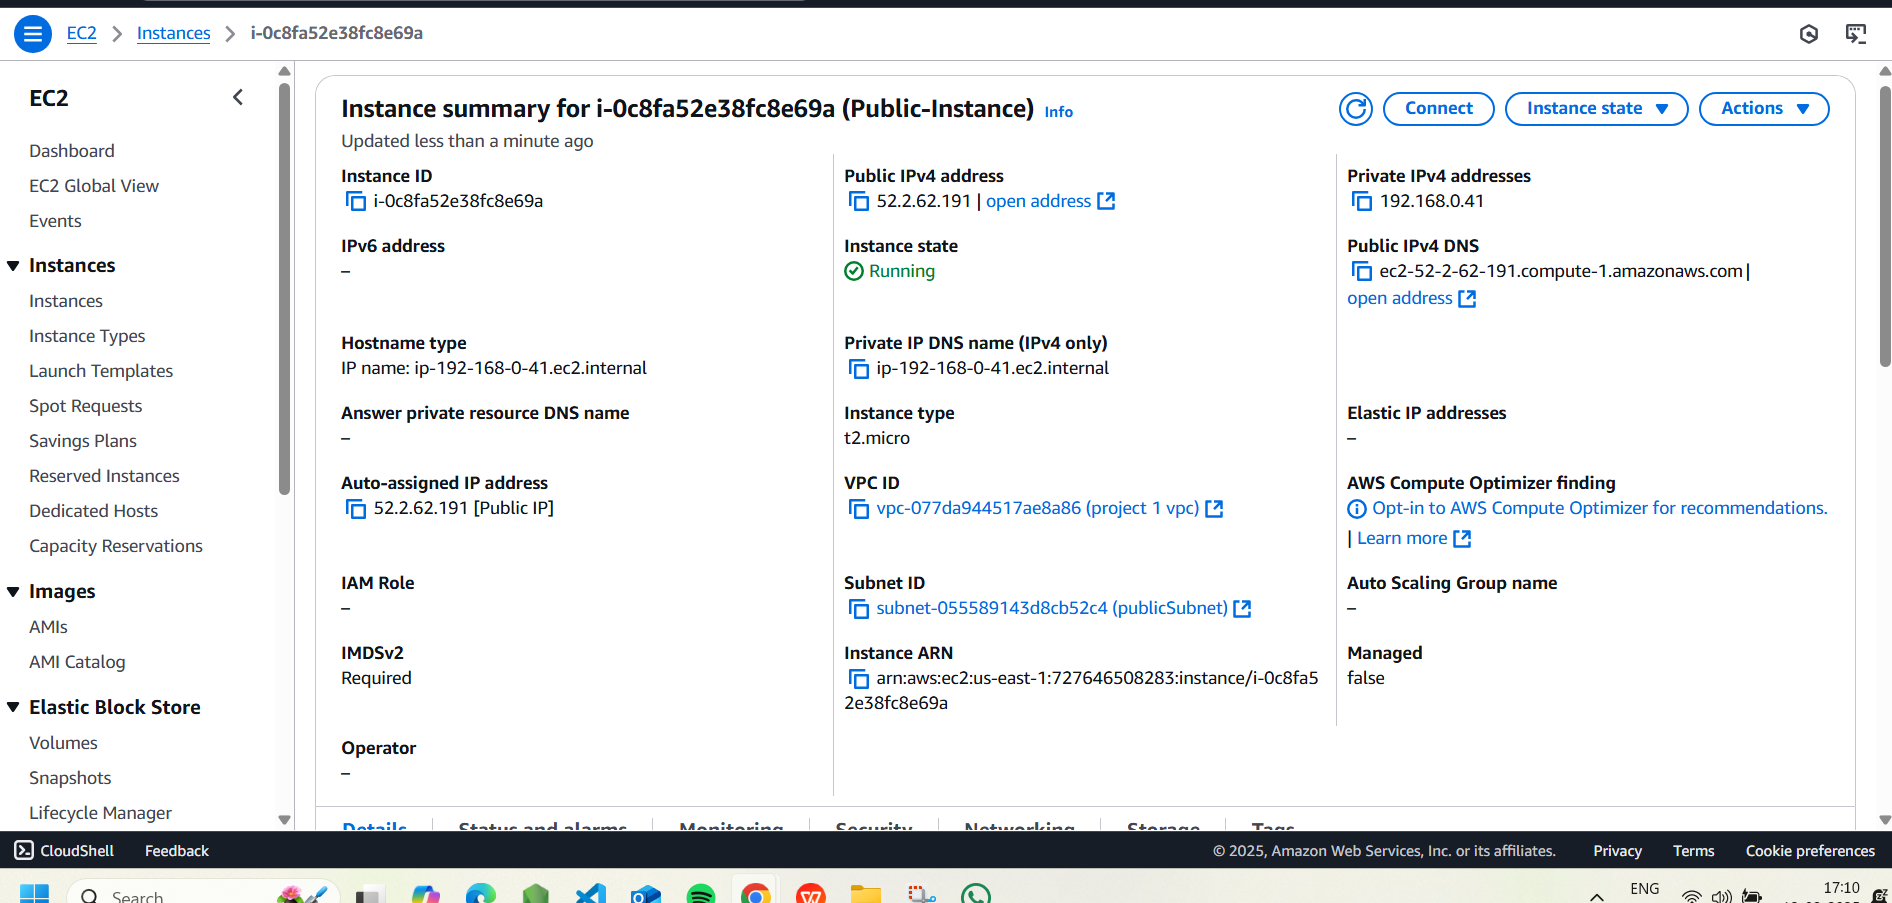 EC2 Instances i-0c8fa52e38fc8e69a
EC2
Dashboard
EC2 Global View
Events
Instances
Instances
Instance Types
Launch Templates
Spot Requests
Savings Plans
Reserved Instances
Dedicated Hosts
Capacity Reservations
Images
AMIs
AMI Catalog
Elastic Block Store
Volumes
Snapshots
Lifecycle Manager
Instance summary for i-0c8fa52e38fc8e69a (Public-Instance) Info
Connect Instance state Actions
Updated less than a minute ago
Instance ID
i-0c8fa52e38fc8e69a
Public IPv4 address
52.2.62.191 | open address
Private IPv4 addresses
192.168.0.41
IPv6 address
–
Instance state
Running
Public IPv4 DNS
ec2-52-2-62-191.compute-1.amazonaws.com |
open address
Hostname type
IP name: ip-192-168-0-41.ec2.internal
Private IP DNS name (IPv4 only)
ip-192-168-0-41.ec2.internal
Answer private resource DNS name
–
Instance type
t2.micro
Elastic IP addresses
–
Auto-assigned IP address
52.2.62.191 [Public IP]
VPC ID
vpc-077da944517ae8a86 (project 1 vpc)
AWS Compute Optimizer finding
Opt-in to AWS Compute Optimizer for recommendations.
| Learn more
IAM Role
–
Subnet ID
subnet-055589143d8cb52c4 (publicSubnet)
Auto Scaling Group name
–
IMDSv2
Required
Instance ARN
arn:aws:ec2:us-east-1:727646508283:instance/i-0c8fa5
2e38fc8e69a
Managed
false
Operator
–
Details Status and alarms Monitoring Security Networking Storage Tags
CloudShell Feedback © 2025, Amazon Web Services, Inc. or its affiliates. Privacy Terms Cookie preferences
Search
ENG
17:10